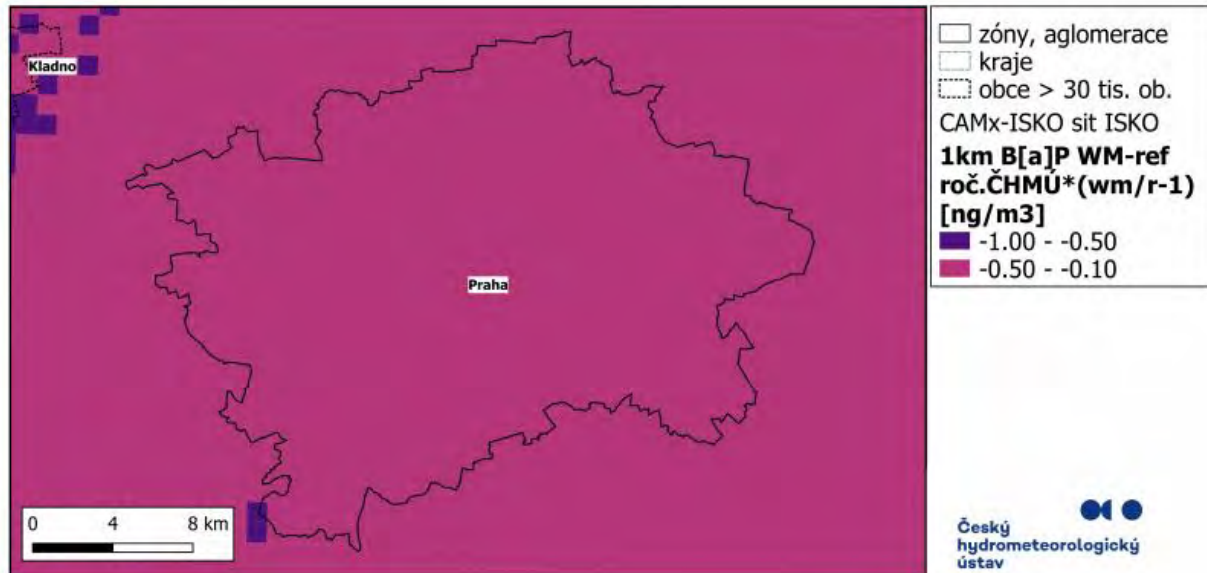 Kladno
Praha
0 4 8 km
zóny, aglomerace
kraje
obce > 30 tis. ob.
CAMx-ISKO sit ISKO
1km B[a]P WM-ref
roč.ČHMÚ*(wm/r-1)
[ng/m3]
-1.00 - -0.50
-0.50 - -0.10
Český
hydrometeorologický
ústav